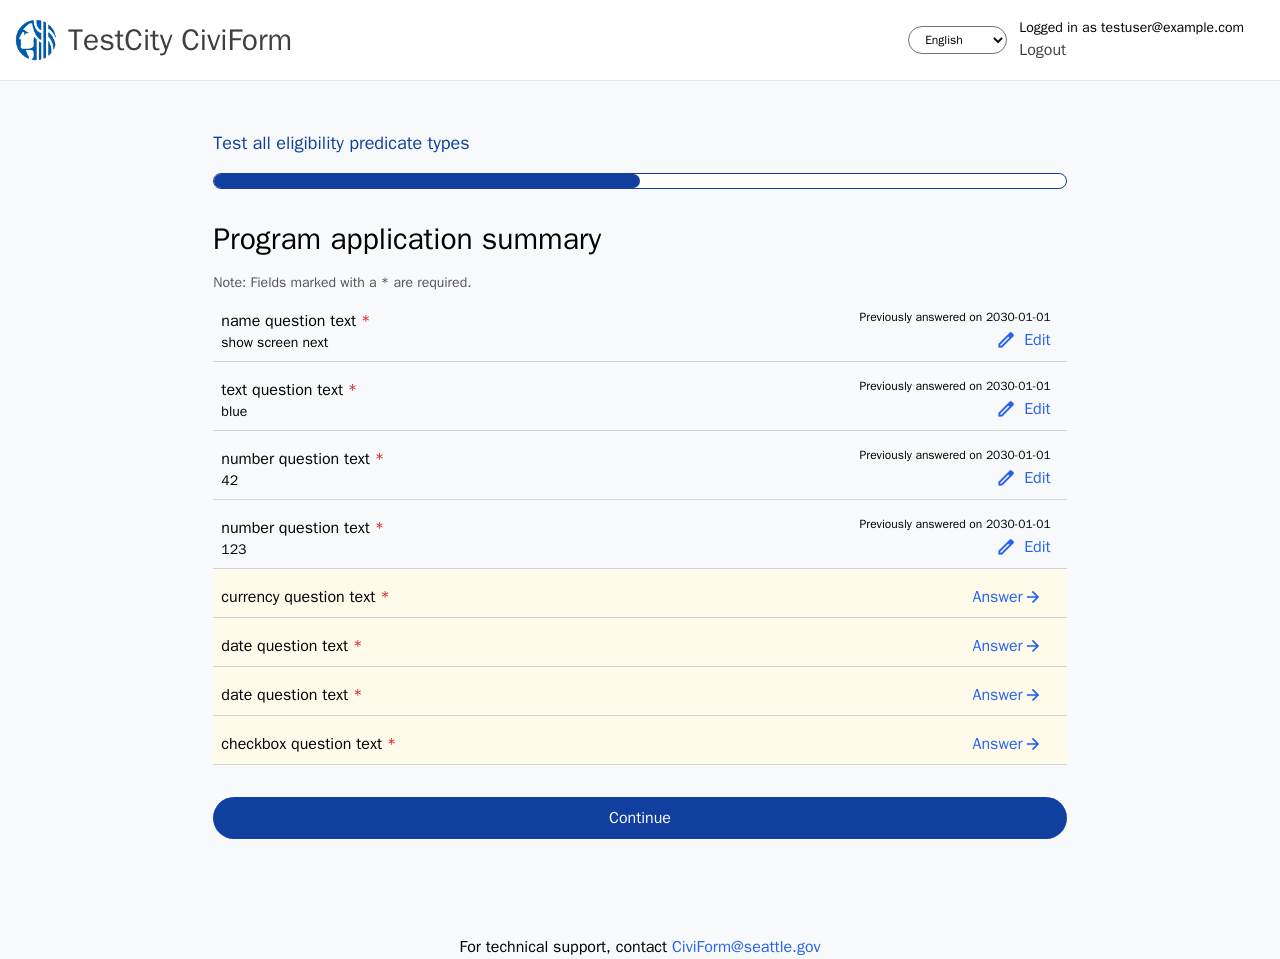 TestCity CiviForm
English
Logged in as testuser@example.com
Logout
Test all eligibility predicate types
Program application summary
Note: Fields marked with a * are required.
name question text *
Previously answered on 2030-01-01
show screen next
Edit
text question text *
Previously answered on 2030-01-01
blue
Edit
number question text *
Previously answered on 2030-01-01
42
Edit
number question text *
Previously answered on 2030-01-01
123
Edit
currency question text *
Answer
date question text *
Answer
date question text *
Answer
checkbox question text *
Answer
Continue
For technical support, contact CiviForm@seattle.gov